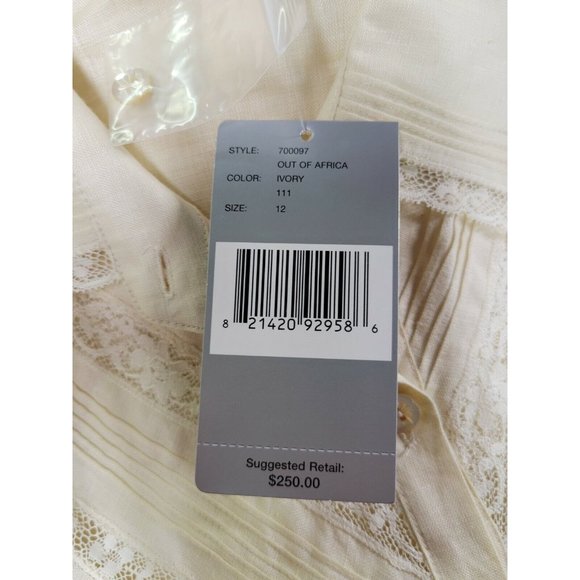 STYLE: 700097
OUT OF AFRICA
COLOR: IVORY
111
SIZE: 12
8 21420 92958 6
Suggested Retail:
$250.00